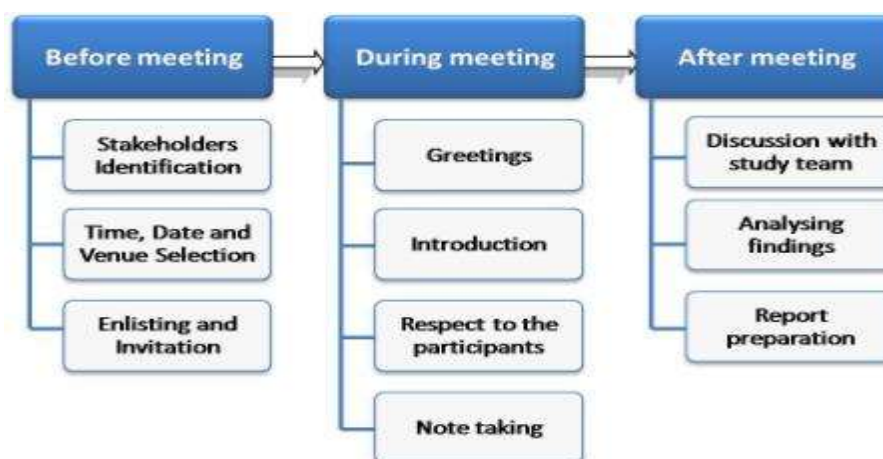 Before meeting
During meeting
After meeting
Stakeholders
Identification
Time, Date and
Venue Selection
Enlisting and
Invitation
Greetings
Introduction
Respect to the
participants
Note taking
Discussion with
study team
Analysing
findings
Report
preparation